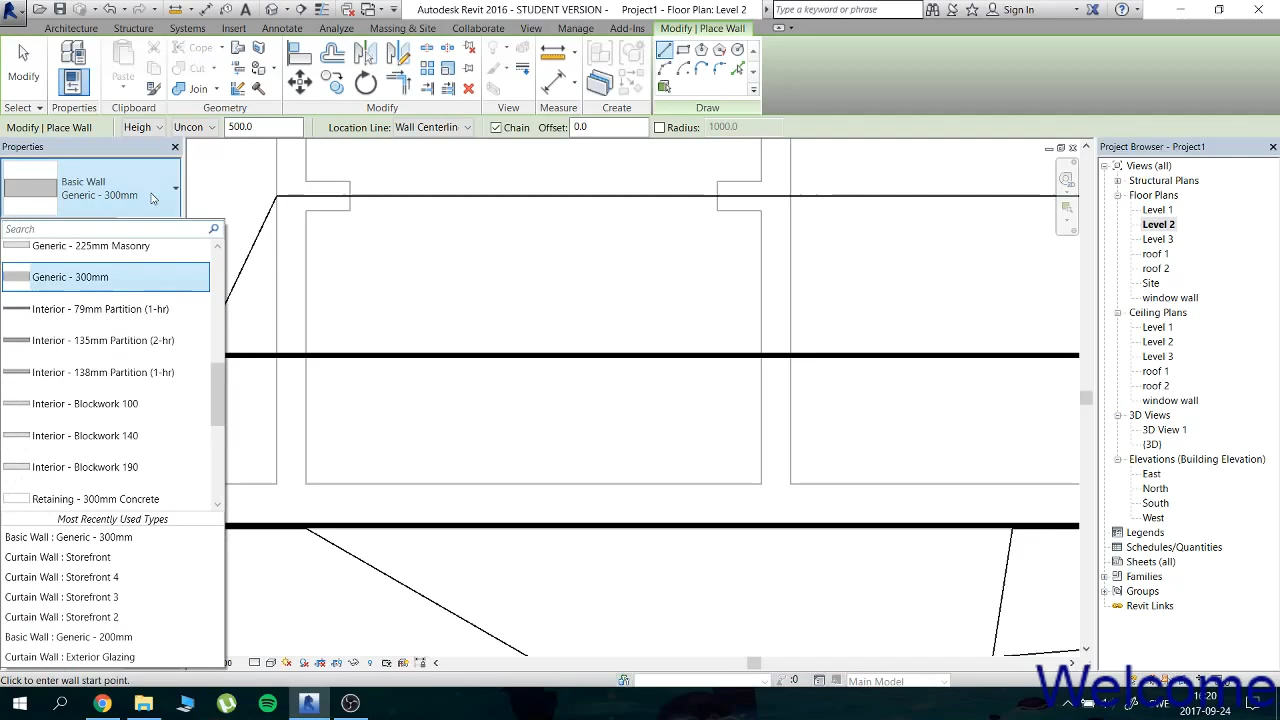 Autodesk Revit 2016 - STUDENT VERSION - Project1 - Floor Plan: Level 2
Type a keyword or phrase
Sign In
Architecture Structure Systems Insert Annotate Analyze Massing & Site Collaborate View Manage Add-Ins Modify | Place Wall
Cope
Cut
Join
Modify
Paste
Select Properties Clipboard Geometry Modify View Measure Create Draw
Modify | Place Wall Heigh Uncon 500.0 Location Line: Wall Centerlin Chain Offset: 0.0 Radius: 1000.0
Properties
Basic Wall
Generic - 300mm
Search
Generic - 225mm Masonry
Generic - 300mm
Interior - 79mm Partition (1-hr)
Interior - 135mm Partition (2-hr)
Interior - 138mm Partition (1-hr)
Interior - Blockwork 100
Interior - Blockwork 140
Interior - Blockwork 190
Retaining - 300mm Concrete
Most Recently Used Types
Basic Wall : Generic - 300mm
Curtain Wall : Storefront
Curtain Wall : Storefront 4
Curtain Wall : Storefront 3
Curtain Wall : Storefront 2
Basic Wall : Generic - 200mm
Curtain Wall : Exterior Glazing
Project Browser - Project1
Views (all)
Structural Plans
Floor Plans
Level 1
Level 2
Level 3
roof 1
roof 2
Site
window wall
Ceiling Plans
Level 1
Level 2
Level 3
roof 1
roof 2
window wall
3D Views
3D View 1
{3D}
Elevations (Building Elevation)
East
North
South
West
Legends
Schedules/Quantities
Sheets (all)
Families
Groups
Revit Links
Click to enter wall start point.
:0
Main Model
Welcome
16:20
2017-09-24